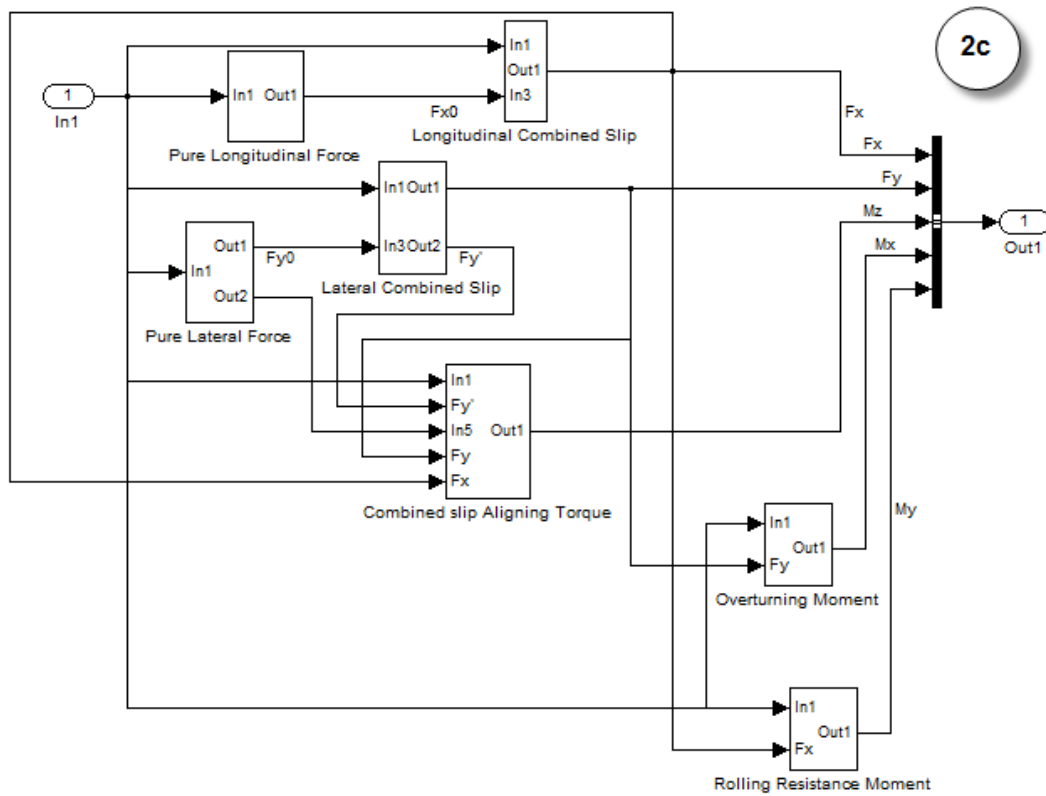 2c
1
In1
In1 Out1
Pure Longitudinal Force
Fx0
In1
Out1
In3
Longitudinal Combined Slip
Fx
Fx
Fy
Mz
Mx
1
Out1
In1 Out1
In3 Out2
Lateral Combined Slip
Fy0
Fy`
Out1
In1
Out2
Pure Lateral Force
In1
Fy`
In5 Out1
Fy
Fx
Combined slip Aligning Torque
My
In1
Out1
Fy
Overturning Moment
In1
Out1
Fx
Rolling Resistance Moment